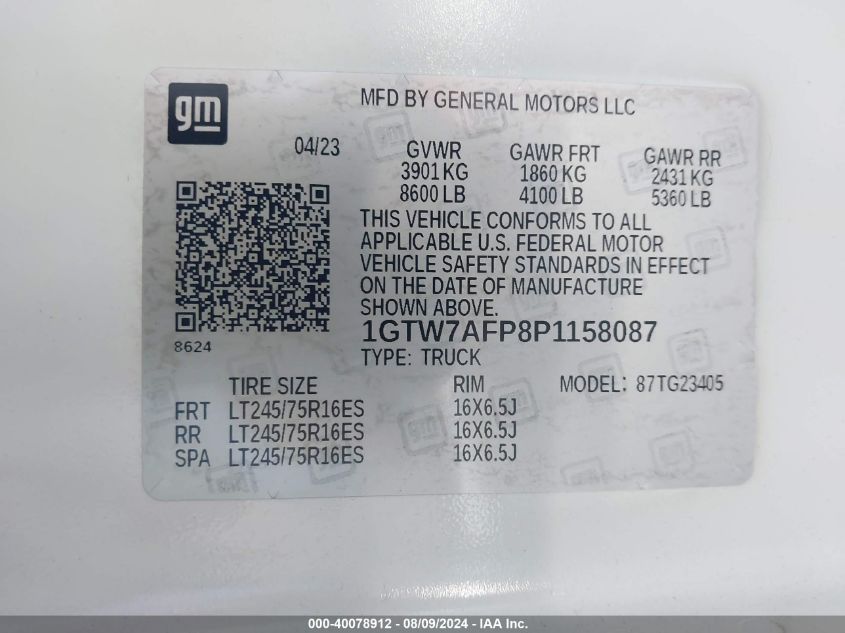 gm
MFD BY GENERAL MOTORS LLC
04/23 GVWR GAWR FRT GAWR RR
3901 KG 1860 KG 2431 KG
8600 LB 4100 LB 5360 LB
THIS VEHICLE CONFORMS TO ALL
APPLICABLE U.S. FEDERAL MOTOR
VEHICLE SAFETY STANDARDS IN EFFECT
ON THE DATE OF MANUFACTURE
SHOWN ABOVE.
1GTW7AFP8P1158087
8624
TYPE: TRUCK
TIRE SIZE RIM MODEL: 87TG23405
FRT LT245/75R16ES 16X6.5J
RR LT245/75R16ES 16X6.5J
SPA LT245/75R16ES 16X6.5J
000-40078912 - 08/09/2024 - IAA Inc.